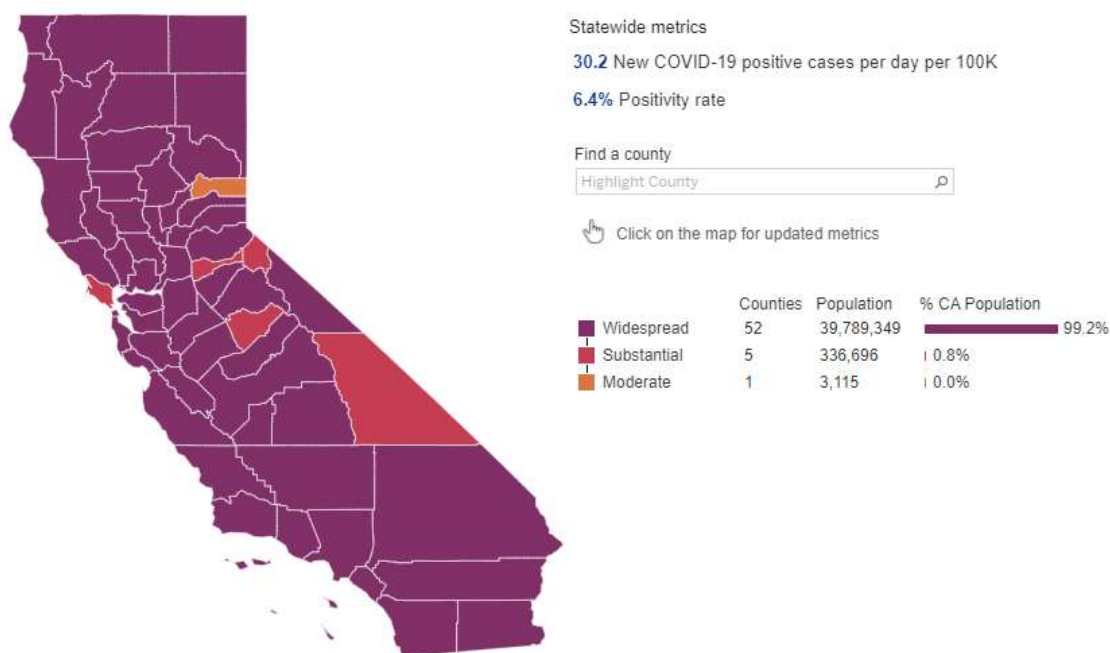 Statewide metrics
30.2 New COVID-19 positive cases per day per 100K
6.4% Positivity rate
Find a county
Highlight County
Click on the map for updated metrics
Counties Population % CA Population
Widespread 52 39,789,349 99.2%
Substantial 5 336,696 0.8%
Moderate 1 3,115 0.0%